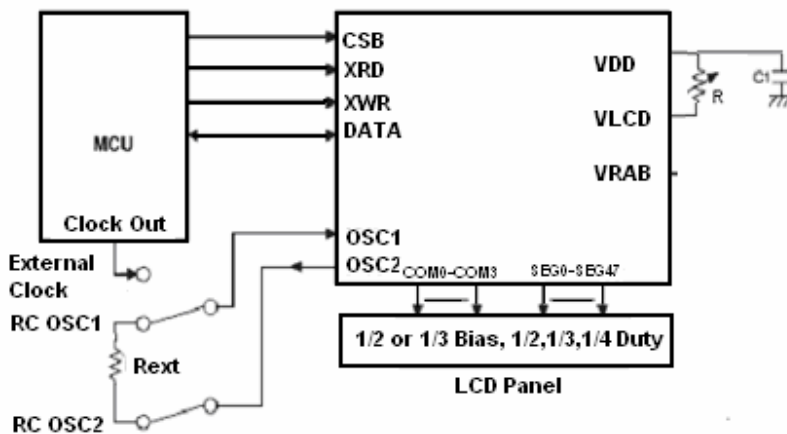 CSB
XRD
XWR
DATA
MCU
VDD
C1
R
VLCD
VRAB
Clock Out
OSC1
OSC2
External
Clock
COM0-COM3
SEG0-SEG47
RC OSC1
1/2 or 1/3 Bias, 1/2,1/3,1/4 Duty
Rext
LCD Panel
RC OSC2